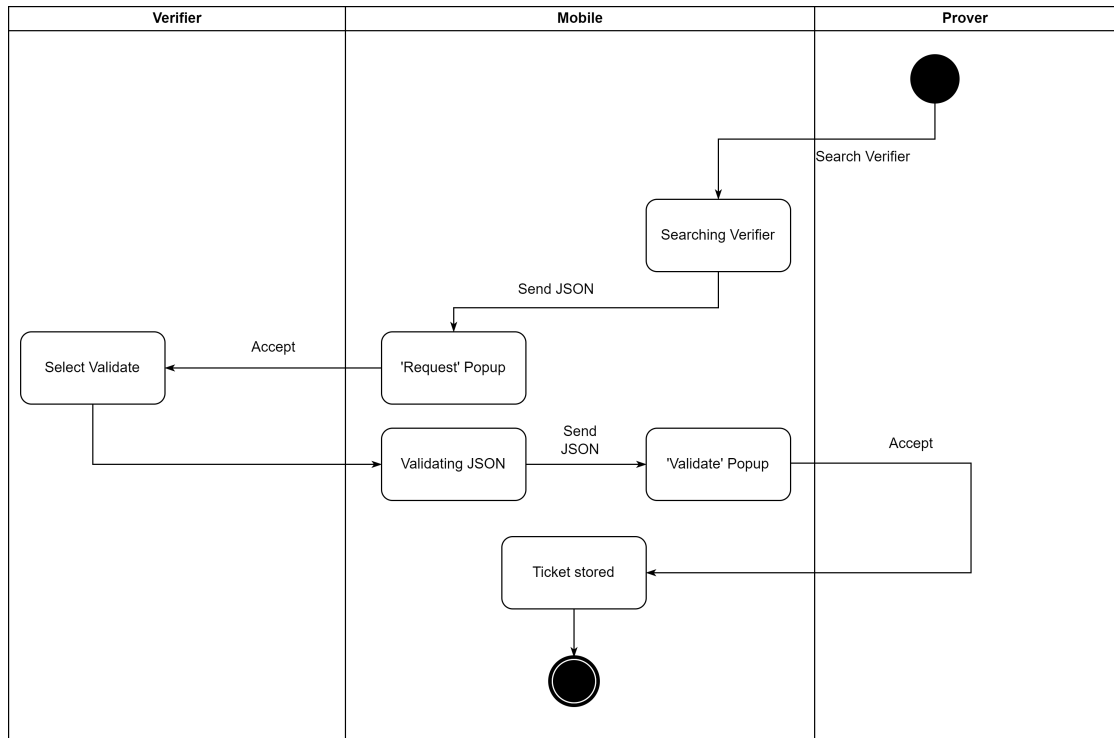 Verifier
Mobile
Prover
Search Verifier
Searching Verifier
Send JSON
Accept
Select Validate
'Request' Popup
Send
JSON
Accept
Validating JSON
'Validate' Popup
Ticket stored